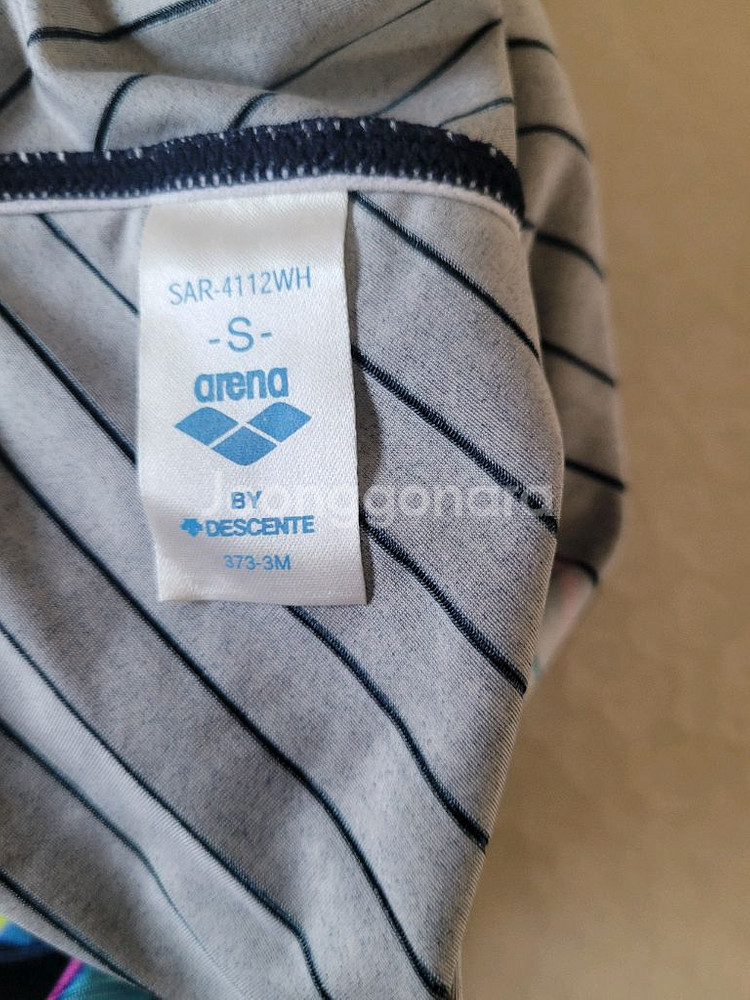 SAR-4112WH
-S-
arena
BY
DESCENTE
373-3M
Joonggonara